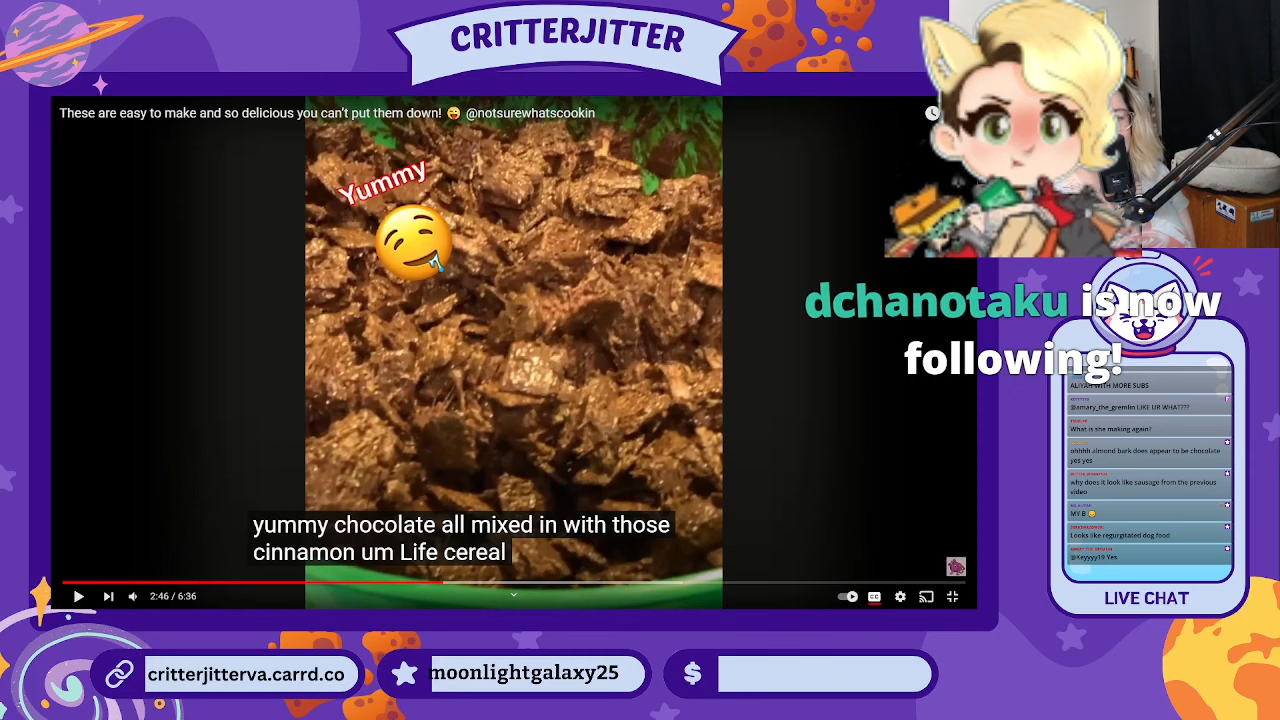 CRITTERJITTER
These are easy to make and so delicious you can't put them down! 😜 @notsurewhatscookin
Yummy
dchanotaku is now
following!
ALIYAH WITH MORE SUBS
@amary_the_gremlin LIKE UR WHAT???
What is she making again?
ohhhh almond bark does appear to be chocolate
yes yes
why does it look like sausage from the previous
video
MY B
Looks like regurgitated dog food
@Keyyyy19 Yes
yummy chocolate all mixed in with those
cinnamon um Life cereal
2:46 / 6:36
CC
LIVE CHAT
critterjitterva.carrd.co
moonlightgalaxy25
$